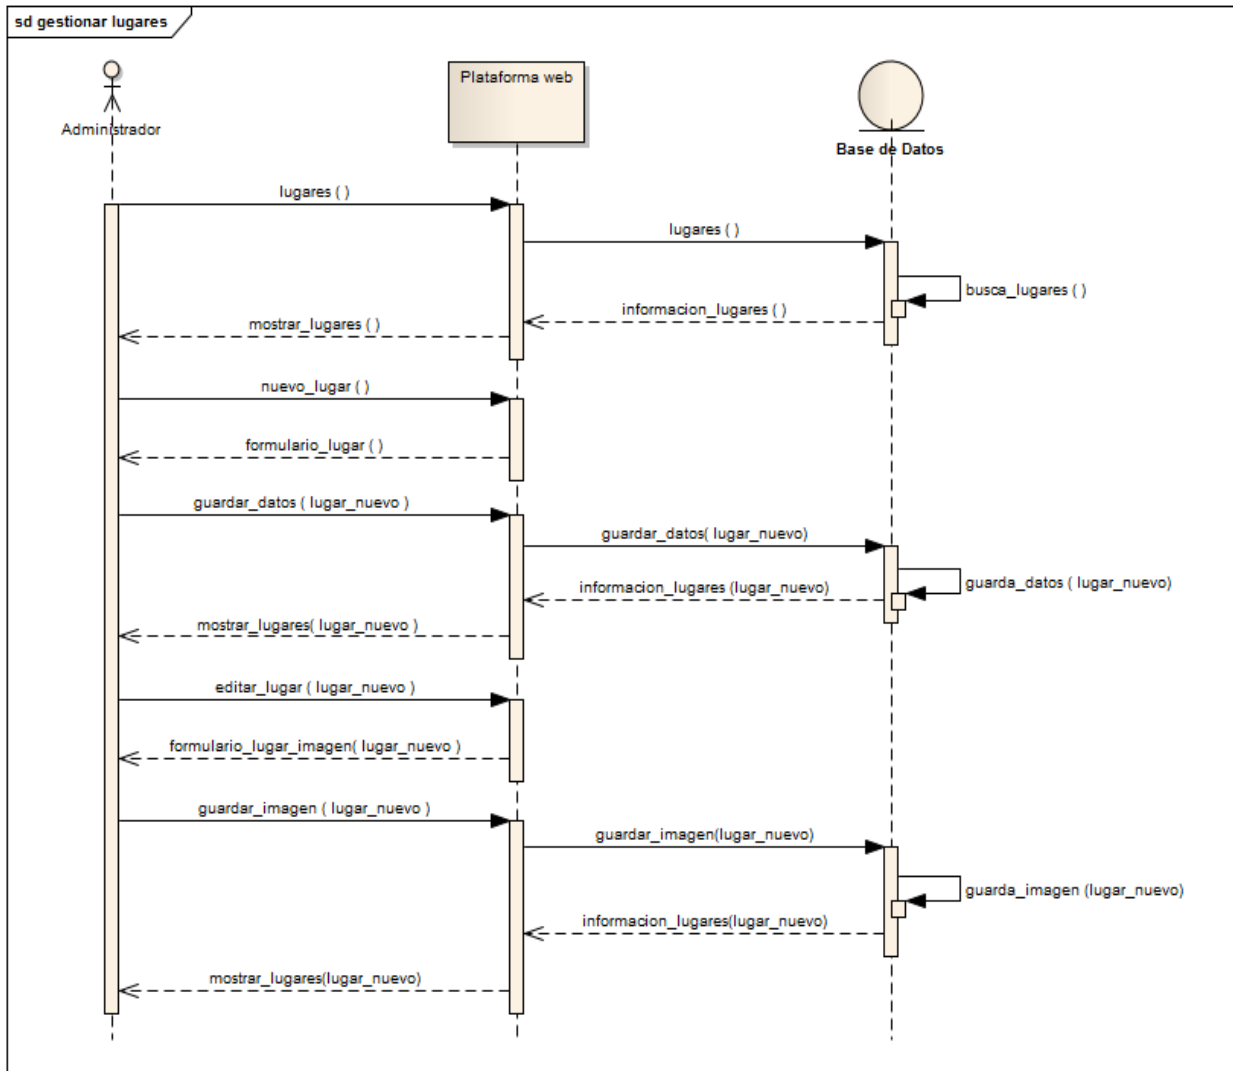 sd gestionar lugares
Plataforma web
Administrador
Base de Datos
lugares ( )
lugares ( )
busca_lugares ( )
informacion_lugares ( )
mostrar_lugares ( )
nuevo_lugar ( )
formulario_lugar ( )
guardar_datos ( lugar_nuevo )
guardar_datos( lugar_nuevo)
guarda_datos ( lugar_nuevo)
informacion_lugares (lugar_nuevo)
mostrar_lugares( lugar_nuevo )
editar_lugar ( lugar_nuevo )
formulario_lugar_imagen( lugar_nuevo )
guardar_imagen ( lugar_nuevo )
guardar_imagen(lugar_nuevo)
guarda_imagen (lugar_nuevo)
informacion_lugares(lugar_nuevo)
mostrar_lugares(lugar_nuevo)